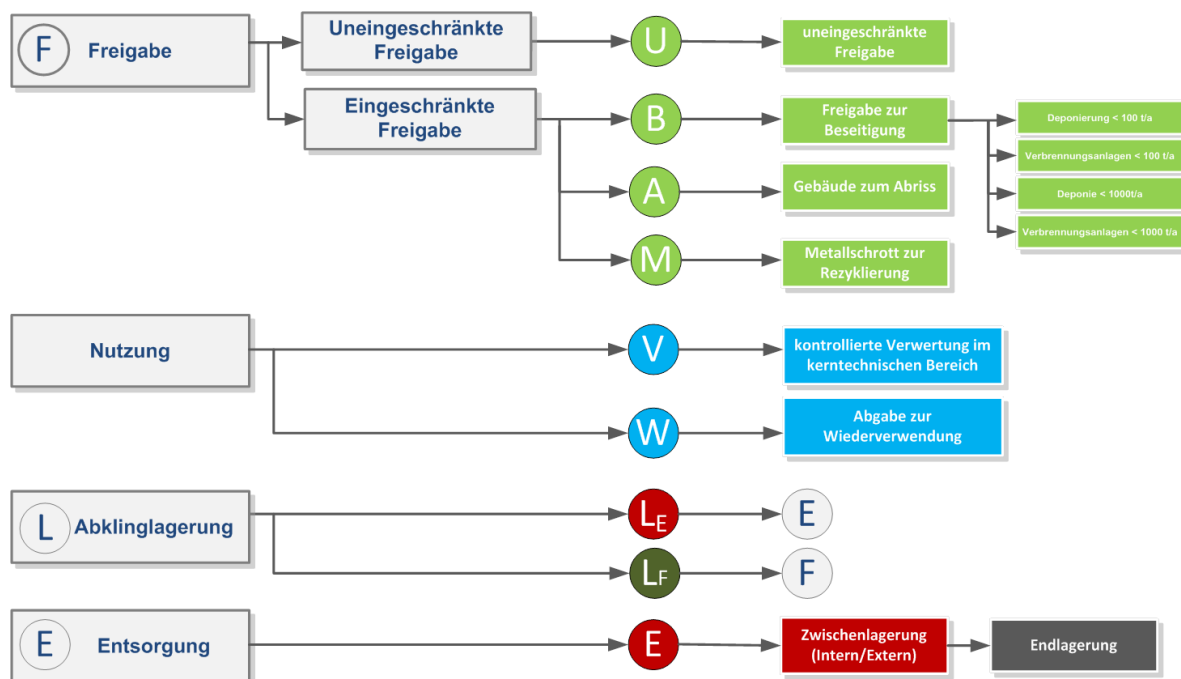 F
Freigabe
Uneingeschränkte
Freigabe
U
uneingeschränkte
Freigabe
Eingeschränkte
Freigabe
B
Freigabe zur
Beseitigung
Deponierung < 100 t/a
Verbrennungsanlagen < 100 t/a
Deponie < 1000t/a
Verbrennungsanlagen < 1000 t/a
A
Gebäude zum Abriss
M
Metallschrott zur
Rezyklierung
Nutzung
V
kontrollierte Verwertung im
kerntechnischen Bereich
W
Abgabe zur
Wiederverwendung
L
Abklinglagerung
LE
E
LF
F
E
Entsorgung
E
Zwischenlagerung
(Intern/Extern)
Endlagerung